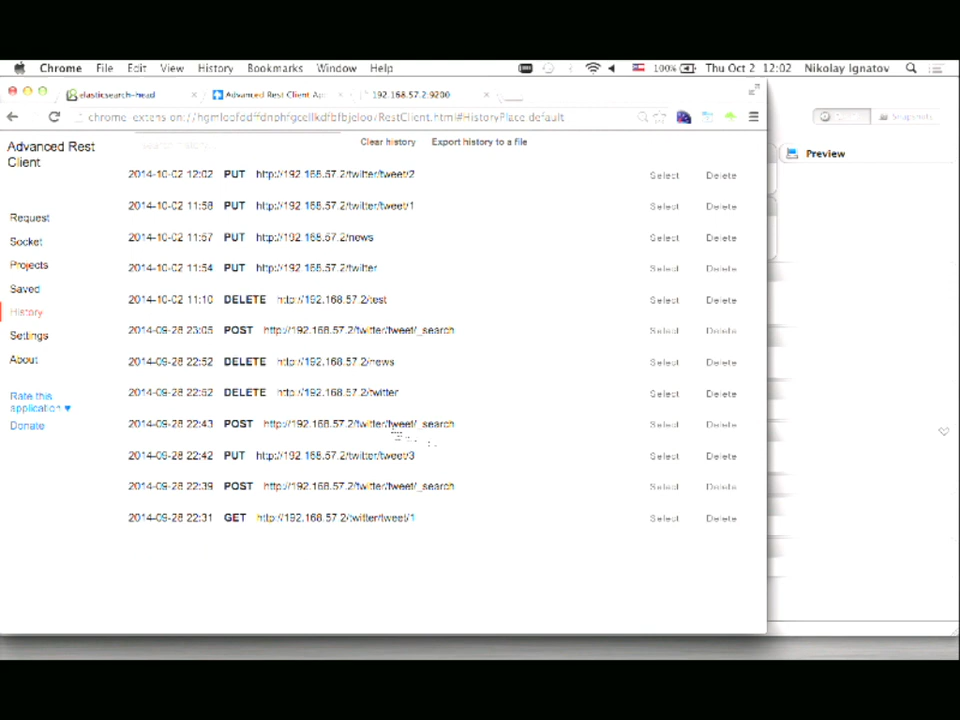 Chrome File Edit View History Bookmarks Window Help 100% Thu Oct 2 12:02 Nikolay Ignatov
elasticsearch-head Advanced Rest Client App 192.168.57.2:9200
Advanced Rest Client
Clear history Export history to a file
2014-10-02 12:02 PUT http://192.168.57.2/twitter/tweet/2 Select Delete
2014-10-02 11:58 PUT http://192.168.57.2/twitter/tweet/1 Select Delete
2014-10-02 11:57 PUT http://192.168.57.2/news Select Delete
2014-10-02 11:54 PUT http://192.168.57.2/twitter Select Delete
2014-10-02 11:10 DELETE http://192.168.57.2/test Select Delete
2014-09-28 23:05 POST http://192.168.57.2/twitter/tweet/_search Select Delete
2014-09-28 22:52 DELETE http://192.168.57.2/news Select Delete
2014-09-28 22:52 DELETE http://192.168.57.2/twitter Select Delete
2014-09-28 22:43 POST http://192.168.57.2/twitter/tweet/_search Select Delete
2014-09-28 22:42 PUT http://192.168.57.2/twitter/tweet/3 Select Delete
2014-09-28 22:39 POST http://192.168.57.2/twitter/tweet/_search Select Delete
2014-09-28 22:31 GET http://192.168.57.2/twitter/tweet/1 Select Delete
Request
Socket
Projects
Saved
History
Settings
About
Rate this
application
Donate
Snapshots
Preview